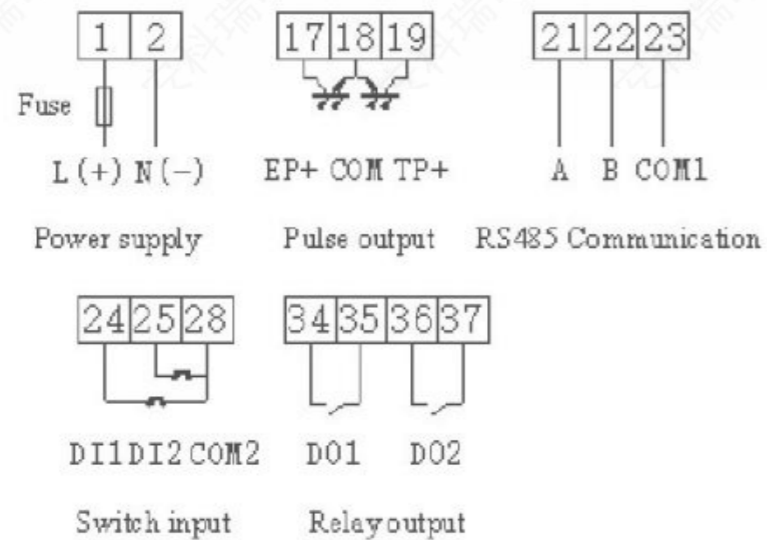 1 2
17 18 19
21 22 23
Fuse
L(+) N(-)
EP+ COM TP+
A B COM1
Power supply
Pulse output
RS485 Communication
24 25 28
34 35 36 37
DI1 DI2 COM2
DO1 DO2
Switch input
Relay output